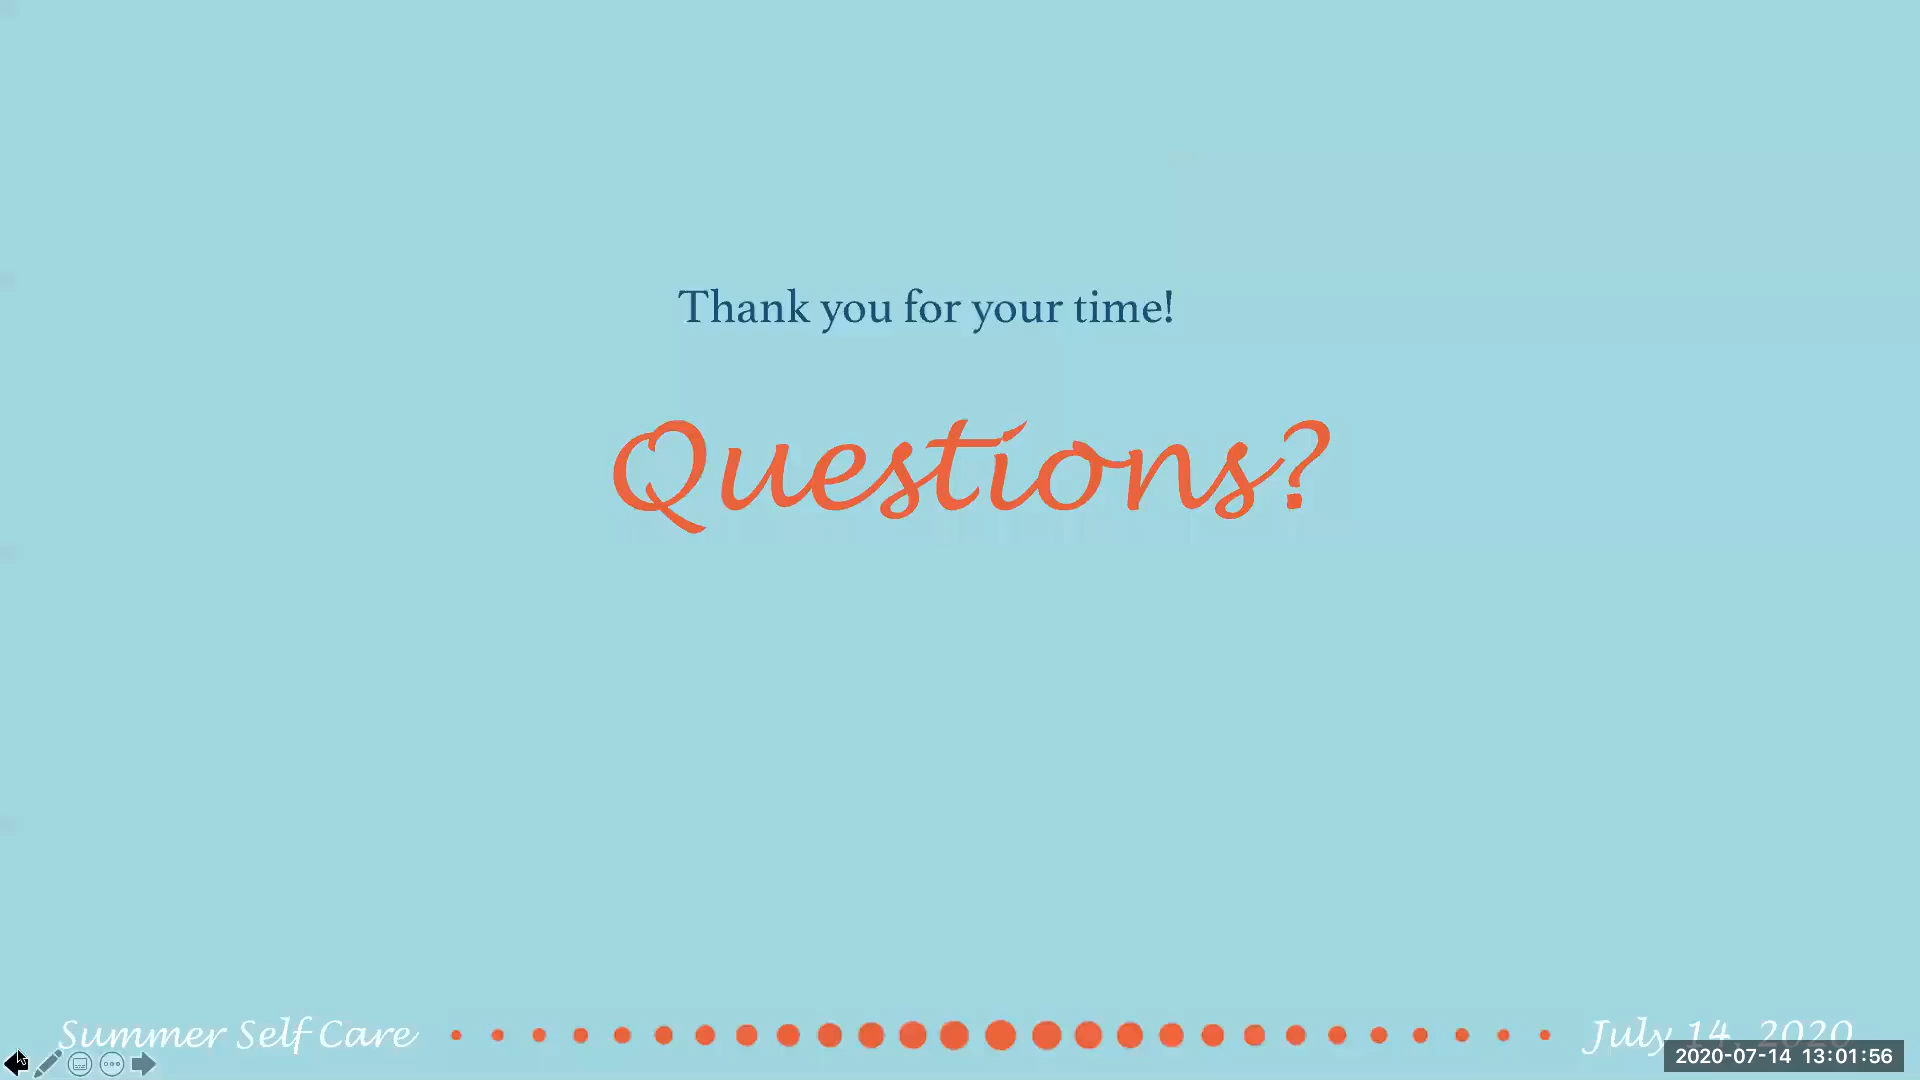 Thank you for your time!
Questions?
Summer Self Care
July 14, 2020
2020-07-14 13:01:56